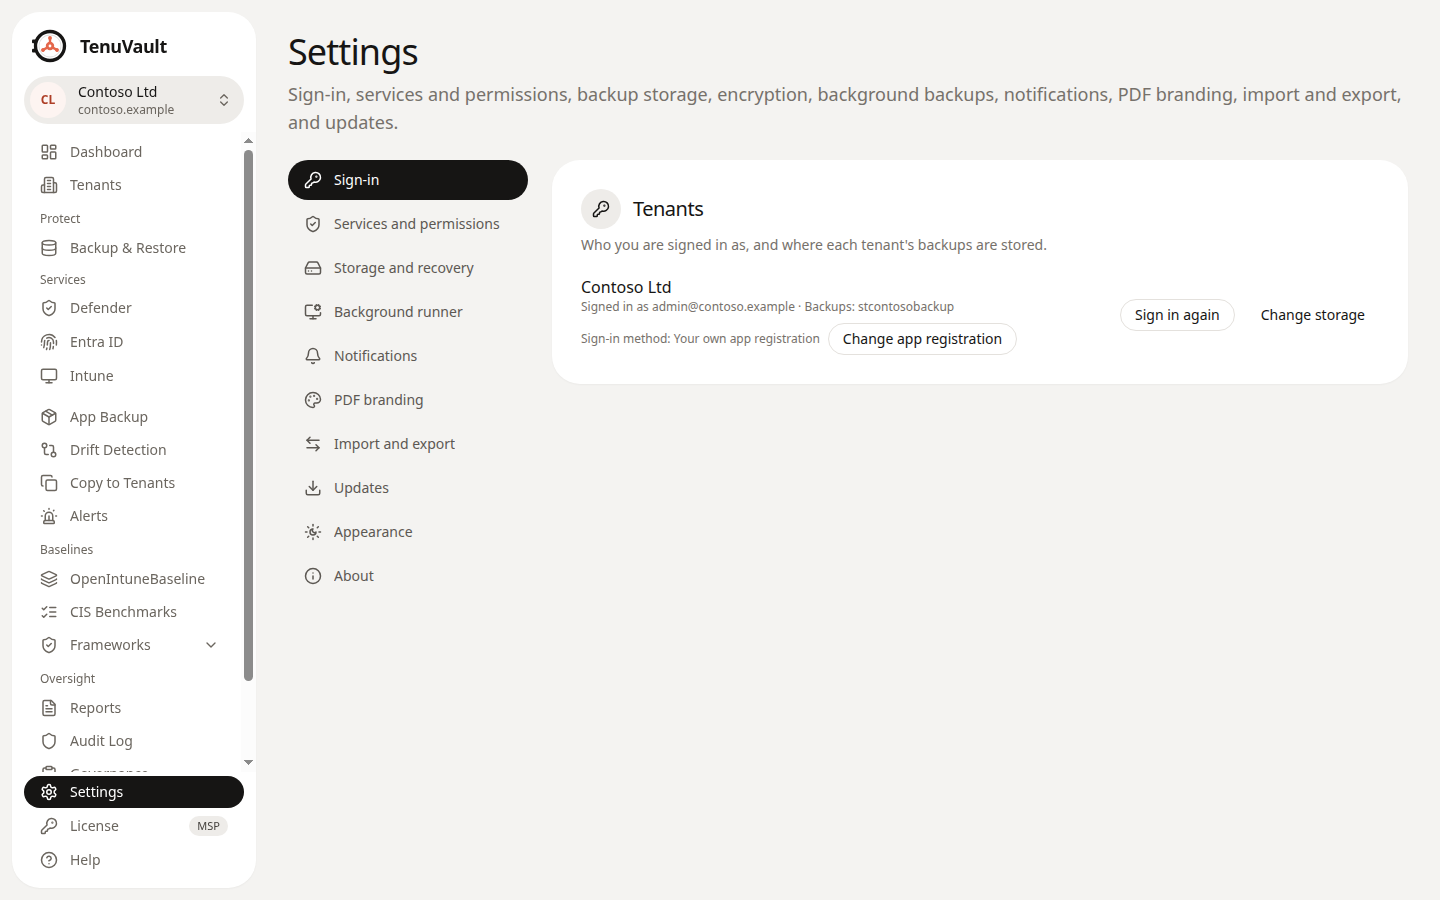 TenuVault
CL
Contoso Ltd
contoso.example
Dashboard
Tenants
Protect
Backup & Restore
Services
Defender
Entra ID
Intune
App Backup
Drift Detection
Copy to Tenants
Alerts
Baselines
OpenIntuneBaseline
CIS Benchmarks
Frameworks
Oversight
Reports
Audit Log
Settings
License MSP
Help
Settings
Sign-in, services and permissions, backup storage, encryption, background backups, notifications, PDF branding, import and export,
and updates.
Sign-in
Services and permissions
Storage and recovery
Background runner
Notifications
PDF branding
Import and export
Updates
Appearance
About
Tenants
Who you are signed in as, and where each tenant's backups are stored.
Contoso Ltd
Signed in as admin@contoso.example · Backups: stcontosobackup
Sign-in method: Your own app registration Change app registration
Sign in again Change storage